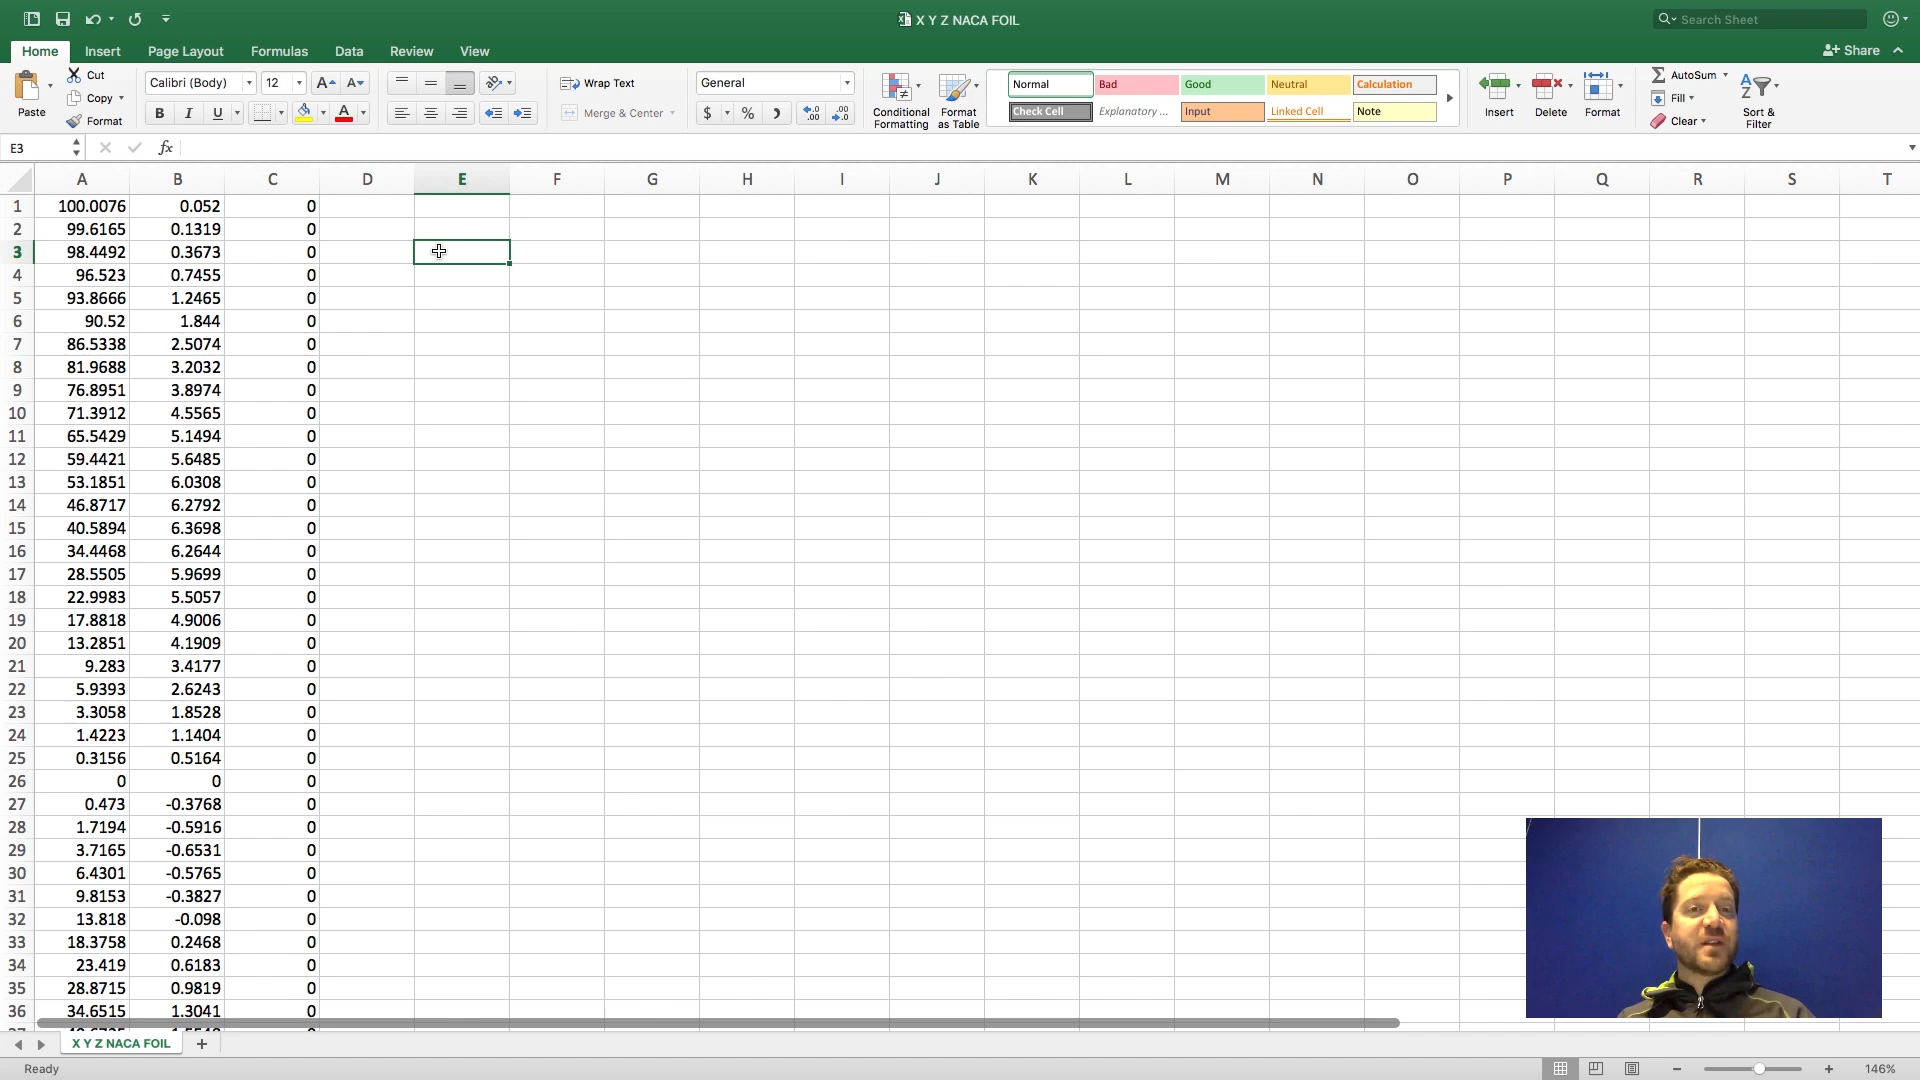 X Y Z NACA FOIL
Search Sheet
Home Insert Page Layout Formulas Data Review View
Share
Paste
Cut
Copy
Format
Calibri (Body) 12 A A
B I U A
Wrap Text
Merge & Center
General
$ % )
Conditional Formatting
Format as Table
Normal Bad Good Neutral Calculation
Check Cell Explanatory ... Input Linked Cell Note
Insert Delete Format
AutoSum
Fill
Clear
Sort & Filter
E3 fx
A B C D E F G H I J K L M N O P Q R S T
1 100.0076 0.052 0
2 99.6165 0.1319 0
3 98.4492 0.3673 0
4 96.523 0.7455 0
5 93.8666 1.2465 0
6 90.52 1.844 0
7 86.5338 2.5074 0
8 81.9688 3.2032 0
9 76.8951 3.8974 0
10 71.3912 4.5565 0
11 65.5429 5.1494 0
12 59.4421 5.6485 0
13 53.1851 6.0308 0
14 46.8717 6.2792 0
15 40.5894 6.3698 0
16 34.4468 6.2644 0
17 28.5505 5.9699 0
18 22.9983 5.5057 0
19 17.8818 4.9006 0
20 13.2851 4.1909 0
21 9.283 3.4177 0
22 5.9393 2.6243 0
23 3.3058 1.8528 0
24 1.4223 1.1404 0
25 0.3156 0.5164 0
26 0 0 0
27 0.473 -0.3768 0
28 1.7194 -0.5916 0
29 3.7165 -0.6531 0
30 6.4301 -0.5765 0
31 9.8153 -0.3827 0
32 13.818 -0.098 0
33 18.3758 0.2468 0
34 23.419 0.6183 0
35 28.8715 0.9819 0
36 34.6515 1.3041 0
X Y Z NACA FOIL +
Ready
146%